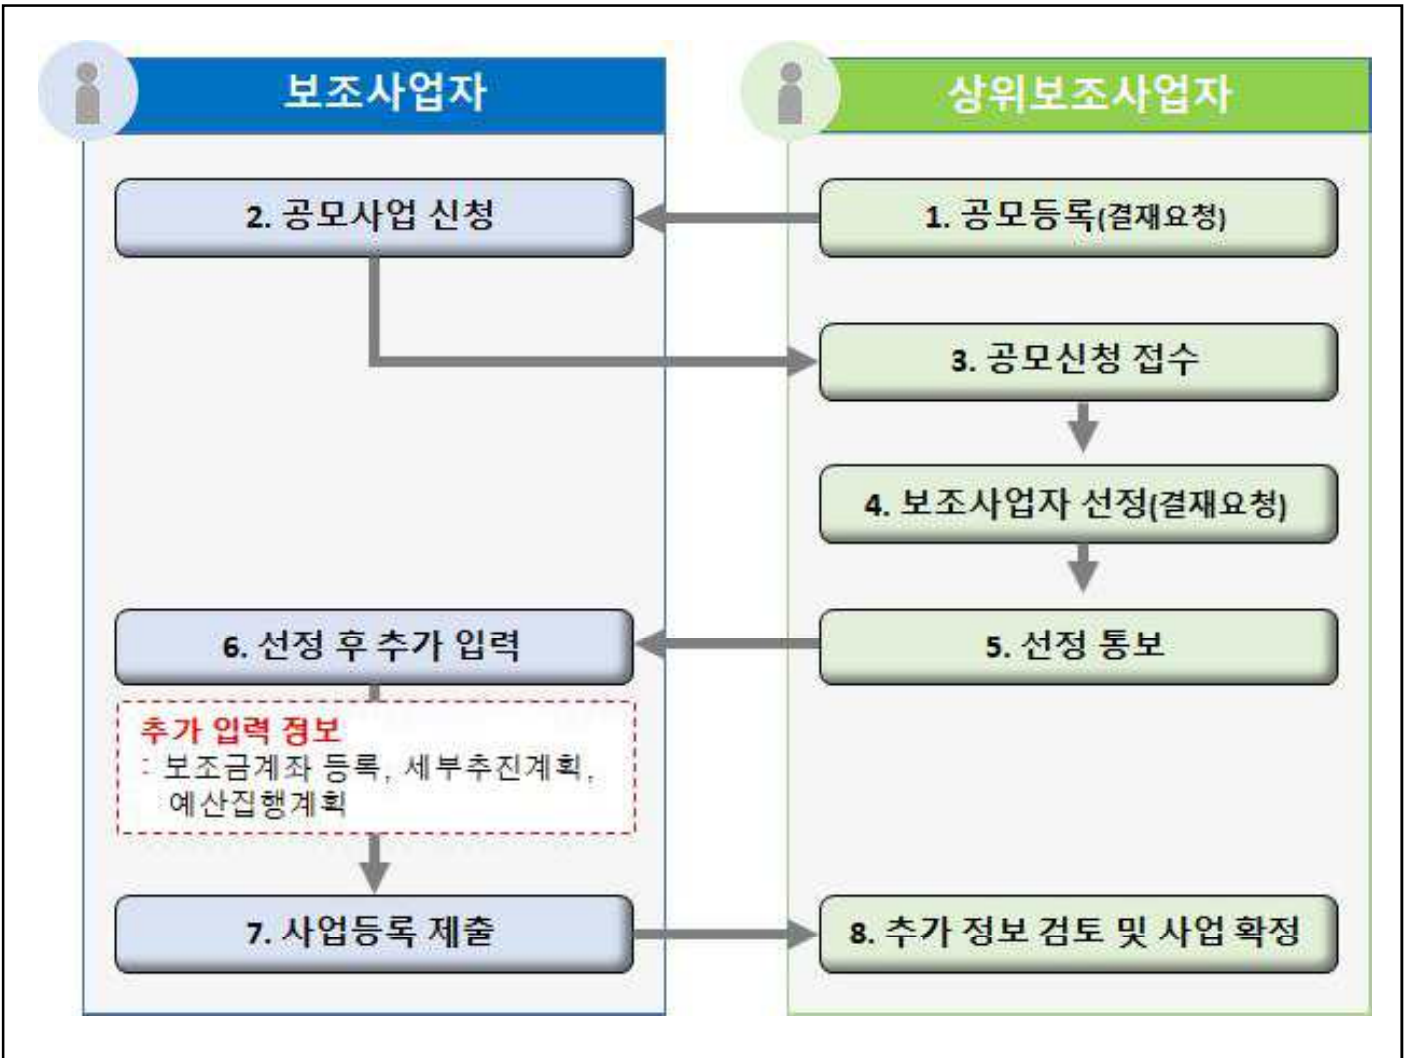 보조사업자
상위보조사업자
2. 공모사업 신청
1. 공모등록(결재요청)
3. 공모신청 접수
4. 보조사업자 선정(결재요청)
6. 선정 후 추가 입력
5. 선정 통보
추가 입력 정보
: 보조금계좌 등록, 세부추진계획,
예산집행계획
7. 사업등록 제출
8. 추가 정보 검토 및 사업 확정